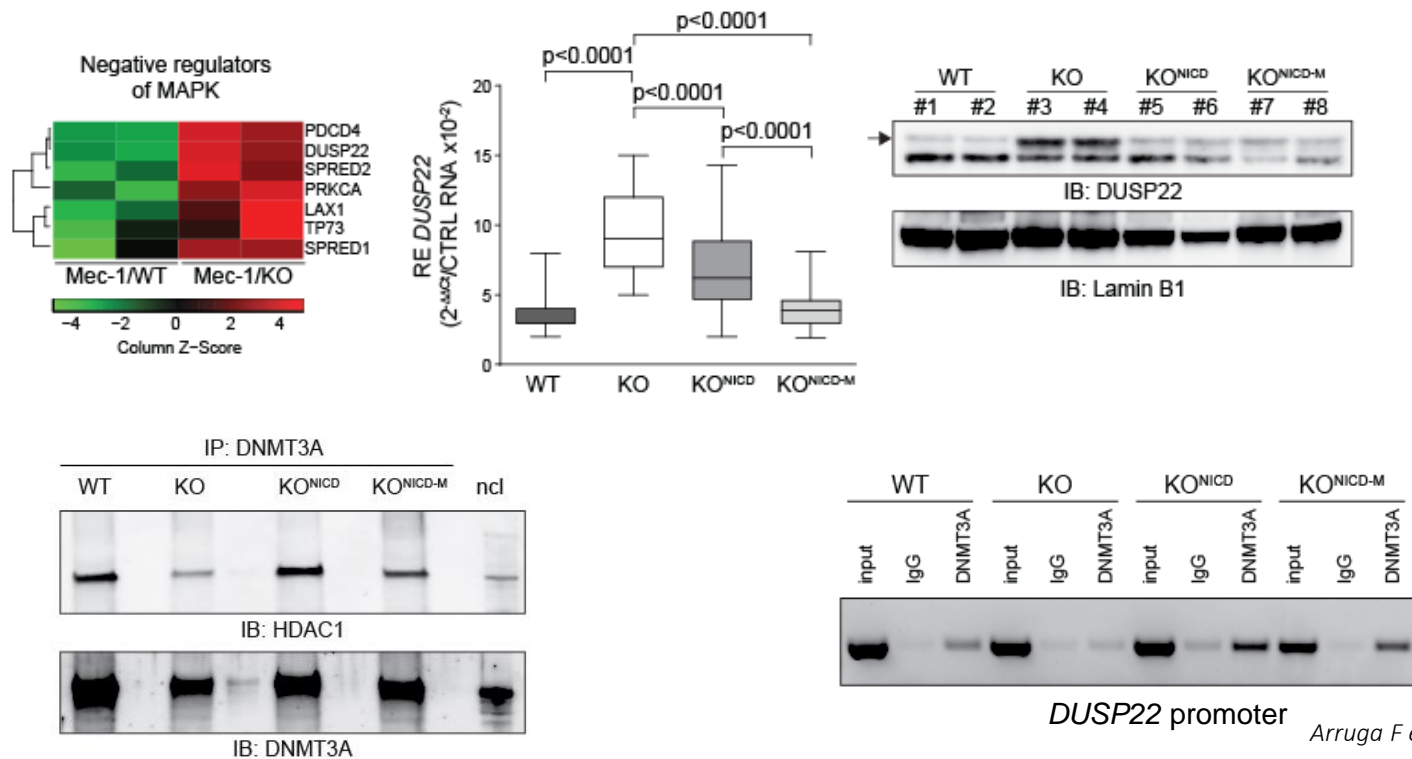 Negative regulators
of MAPK
PDCD4
DUSP22
SPRED2
PRKCA
LAX1
TP73
SPRED1
Mec-1/WT Mec-1/KO
−4 −2 0 2 4
Column Z−Score
p<0.0001
p<0.0001
p<0.0001
p<0.0001
RE DUSP22
(2-ΔΔCt/CTRL RNA x10-2)
20
15
10
5
0
WT KO KONICD KONICD-M
WT KO KONICD KONICD-M
#1 #2 #3 #4 #5 #6 #7 #8
IB: DUSP22
IB: Lamin B1
IP: DNMT3A
WT KO KONICD KONICD-M ncl
IB: HDAC1
IB: DNMT3A
WT KO KONICD KONICD-M
input IgG DNMT3A input IgG DNMT3A input IgG DNMT3A input IgG DNMT3A
DUSP22 promoter
Arruga F e